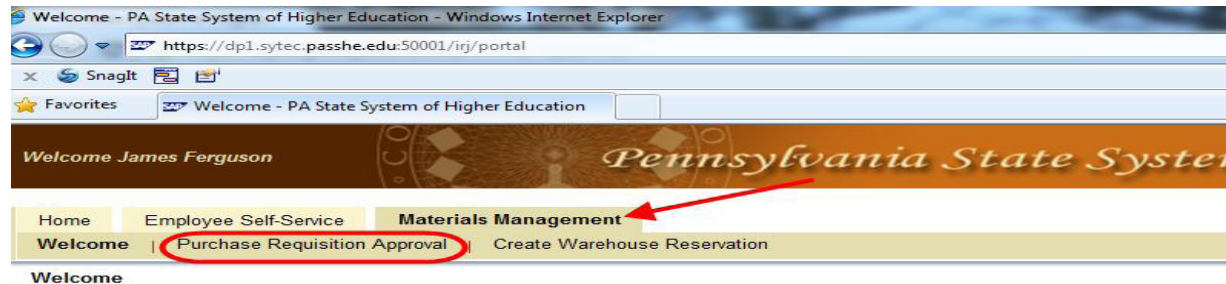 Welcome - PA State System of Higher Education - Windows Internet Explorer
SAP https://dp1.sytec.passhe.edu:50001/irj/portal
x SnagIt
Favorites SAP Welcome - PA State System of Higher Education
Welcome James Ferguson Pennsylvania State
Home Employee Self-Service Materials Management
Welcome | Purchase Requisition Approval | Create Warehouse Reservation
Welcome